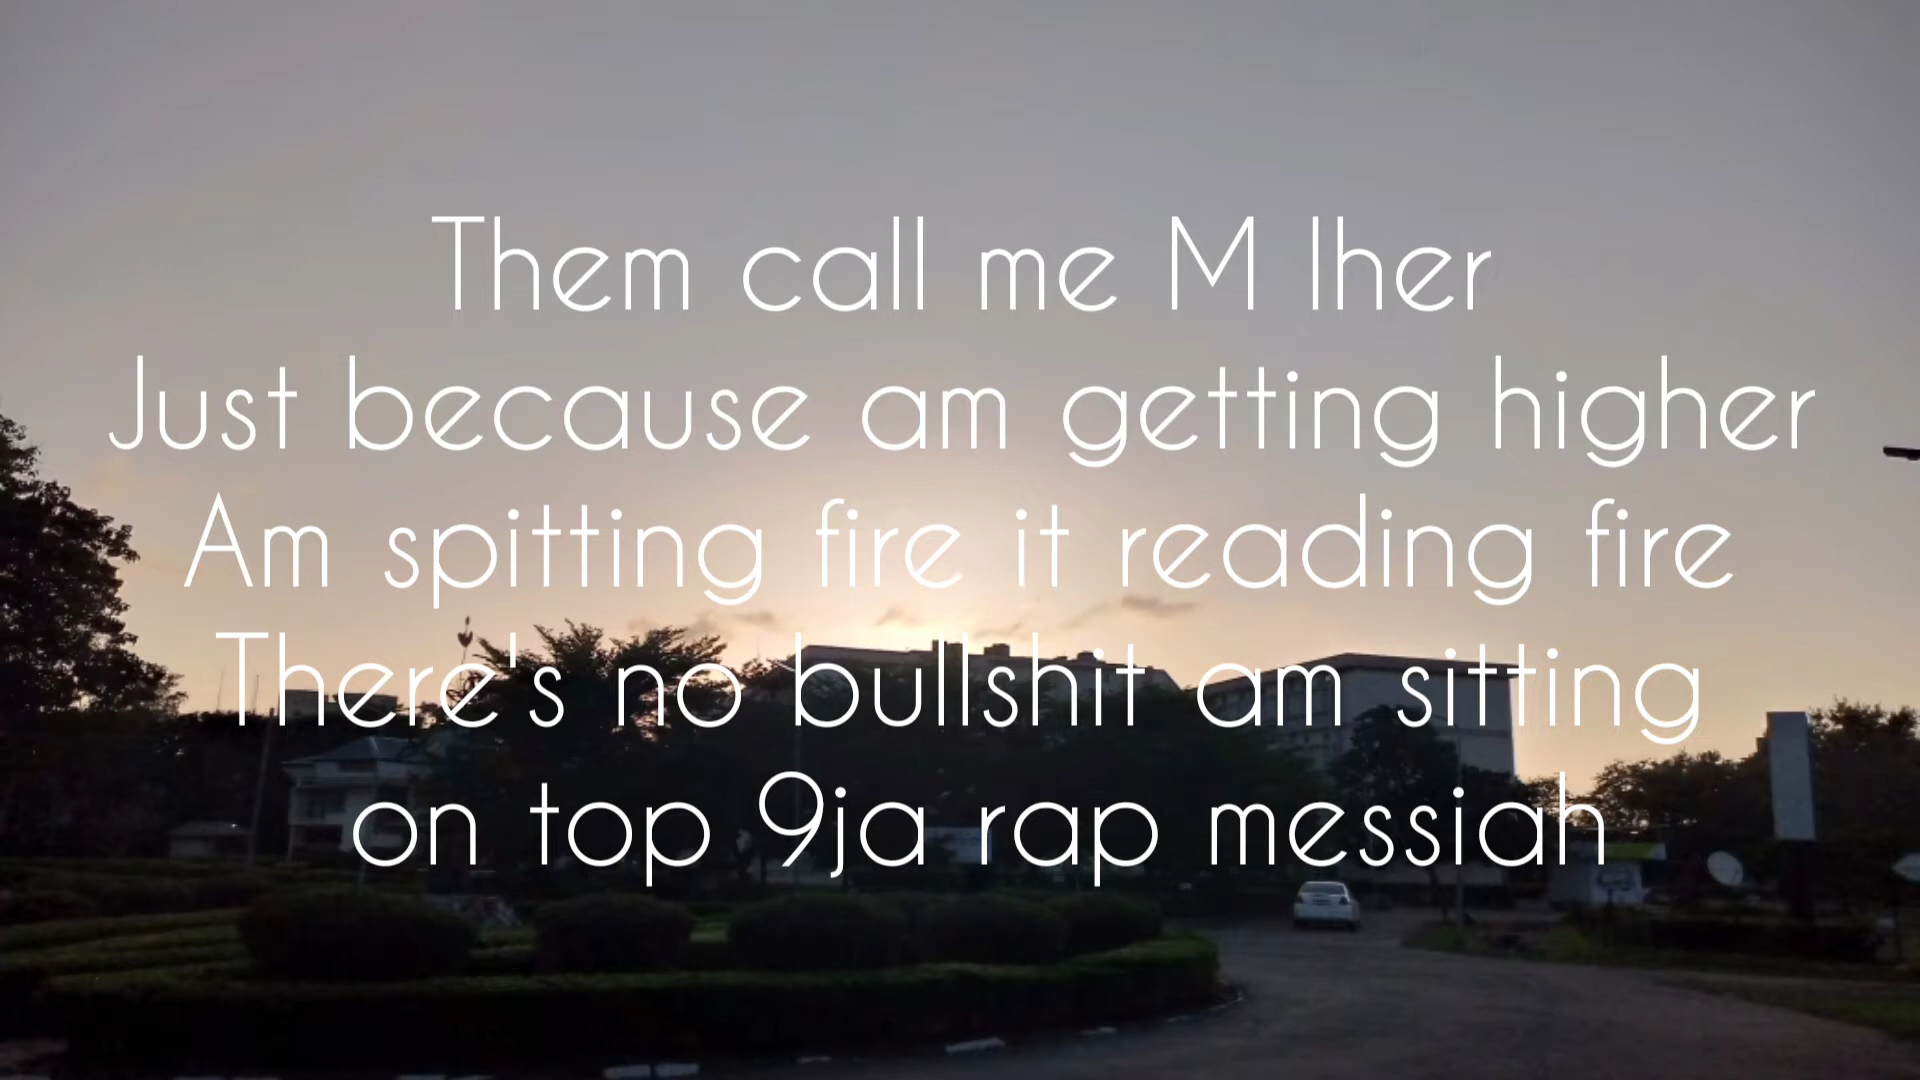 Them call me M lher
Just because am getting higher
Am spitting fire it reading fire
There's no bullshit am sitting
on top 9ja rap messiah